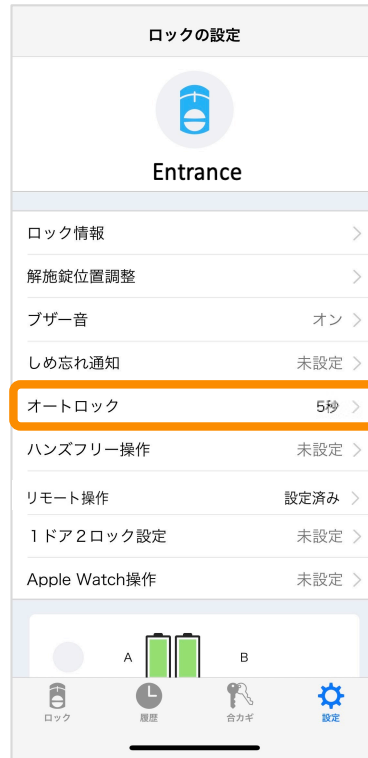 ロックの設定
Entrance
ロック情報
解施錠位置調整
ブザー音 オン
しめ忘れ通知 未設定
オートロック 5秒
ハンズフリー操作 未設定
リモート操作 設定済み
1ドア2ロック設定 未設定
Apple Watch操作 未設定
A B
ロック 履歴 合カギ 設定